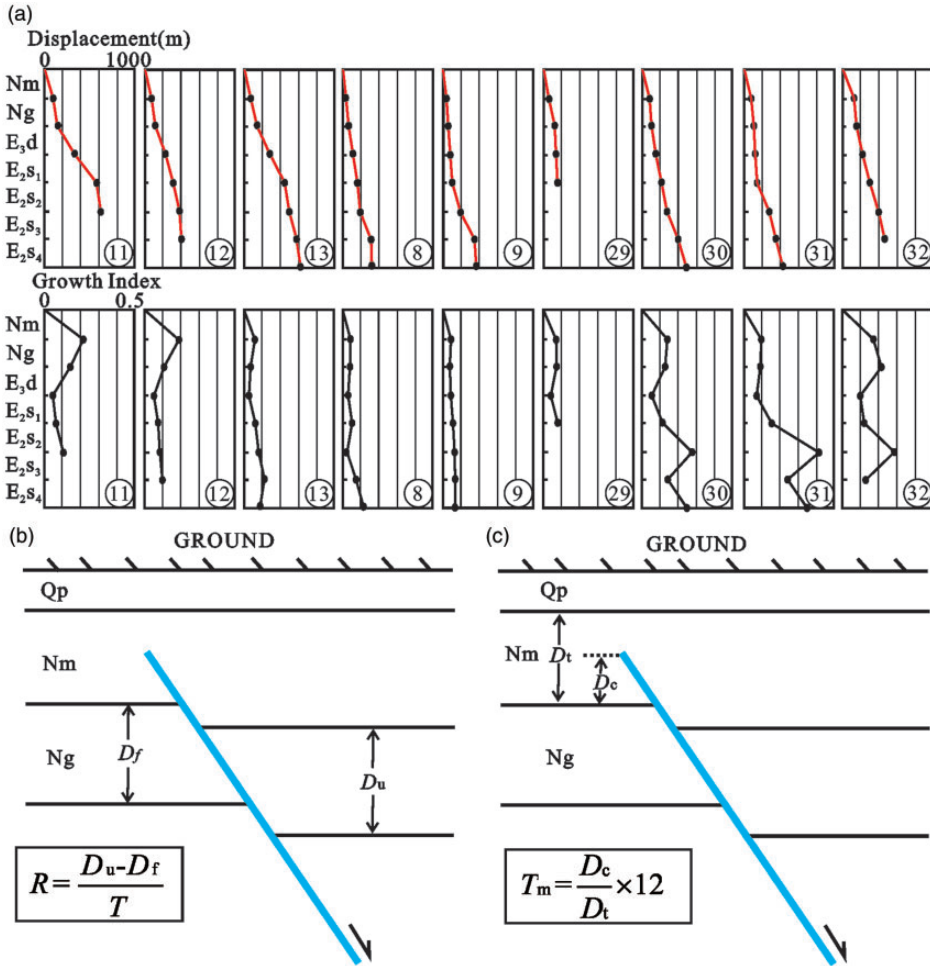 (a)
Displacement(m)
0 1000
Nm
Ng
E₃d
E₂s₁
E₂s₂
E₂s₃
E₂s₄
11 12 13 8 9 29 30 31 32
Growth Index
0 0.5
Nm
Ng
E₃d
E₂s₁
E₂s₂
E₂s₃
E₂s₄
11 12 13 8 9 29 30 31 32
(b)
GROUND
Qp
Nm
Ng
Df
Du
R=(Du-Df)/T
(c)
GROUND
Qp
Nm
Dt
Dc
Ng
Tm=Dc/Dt×12